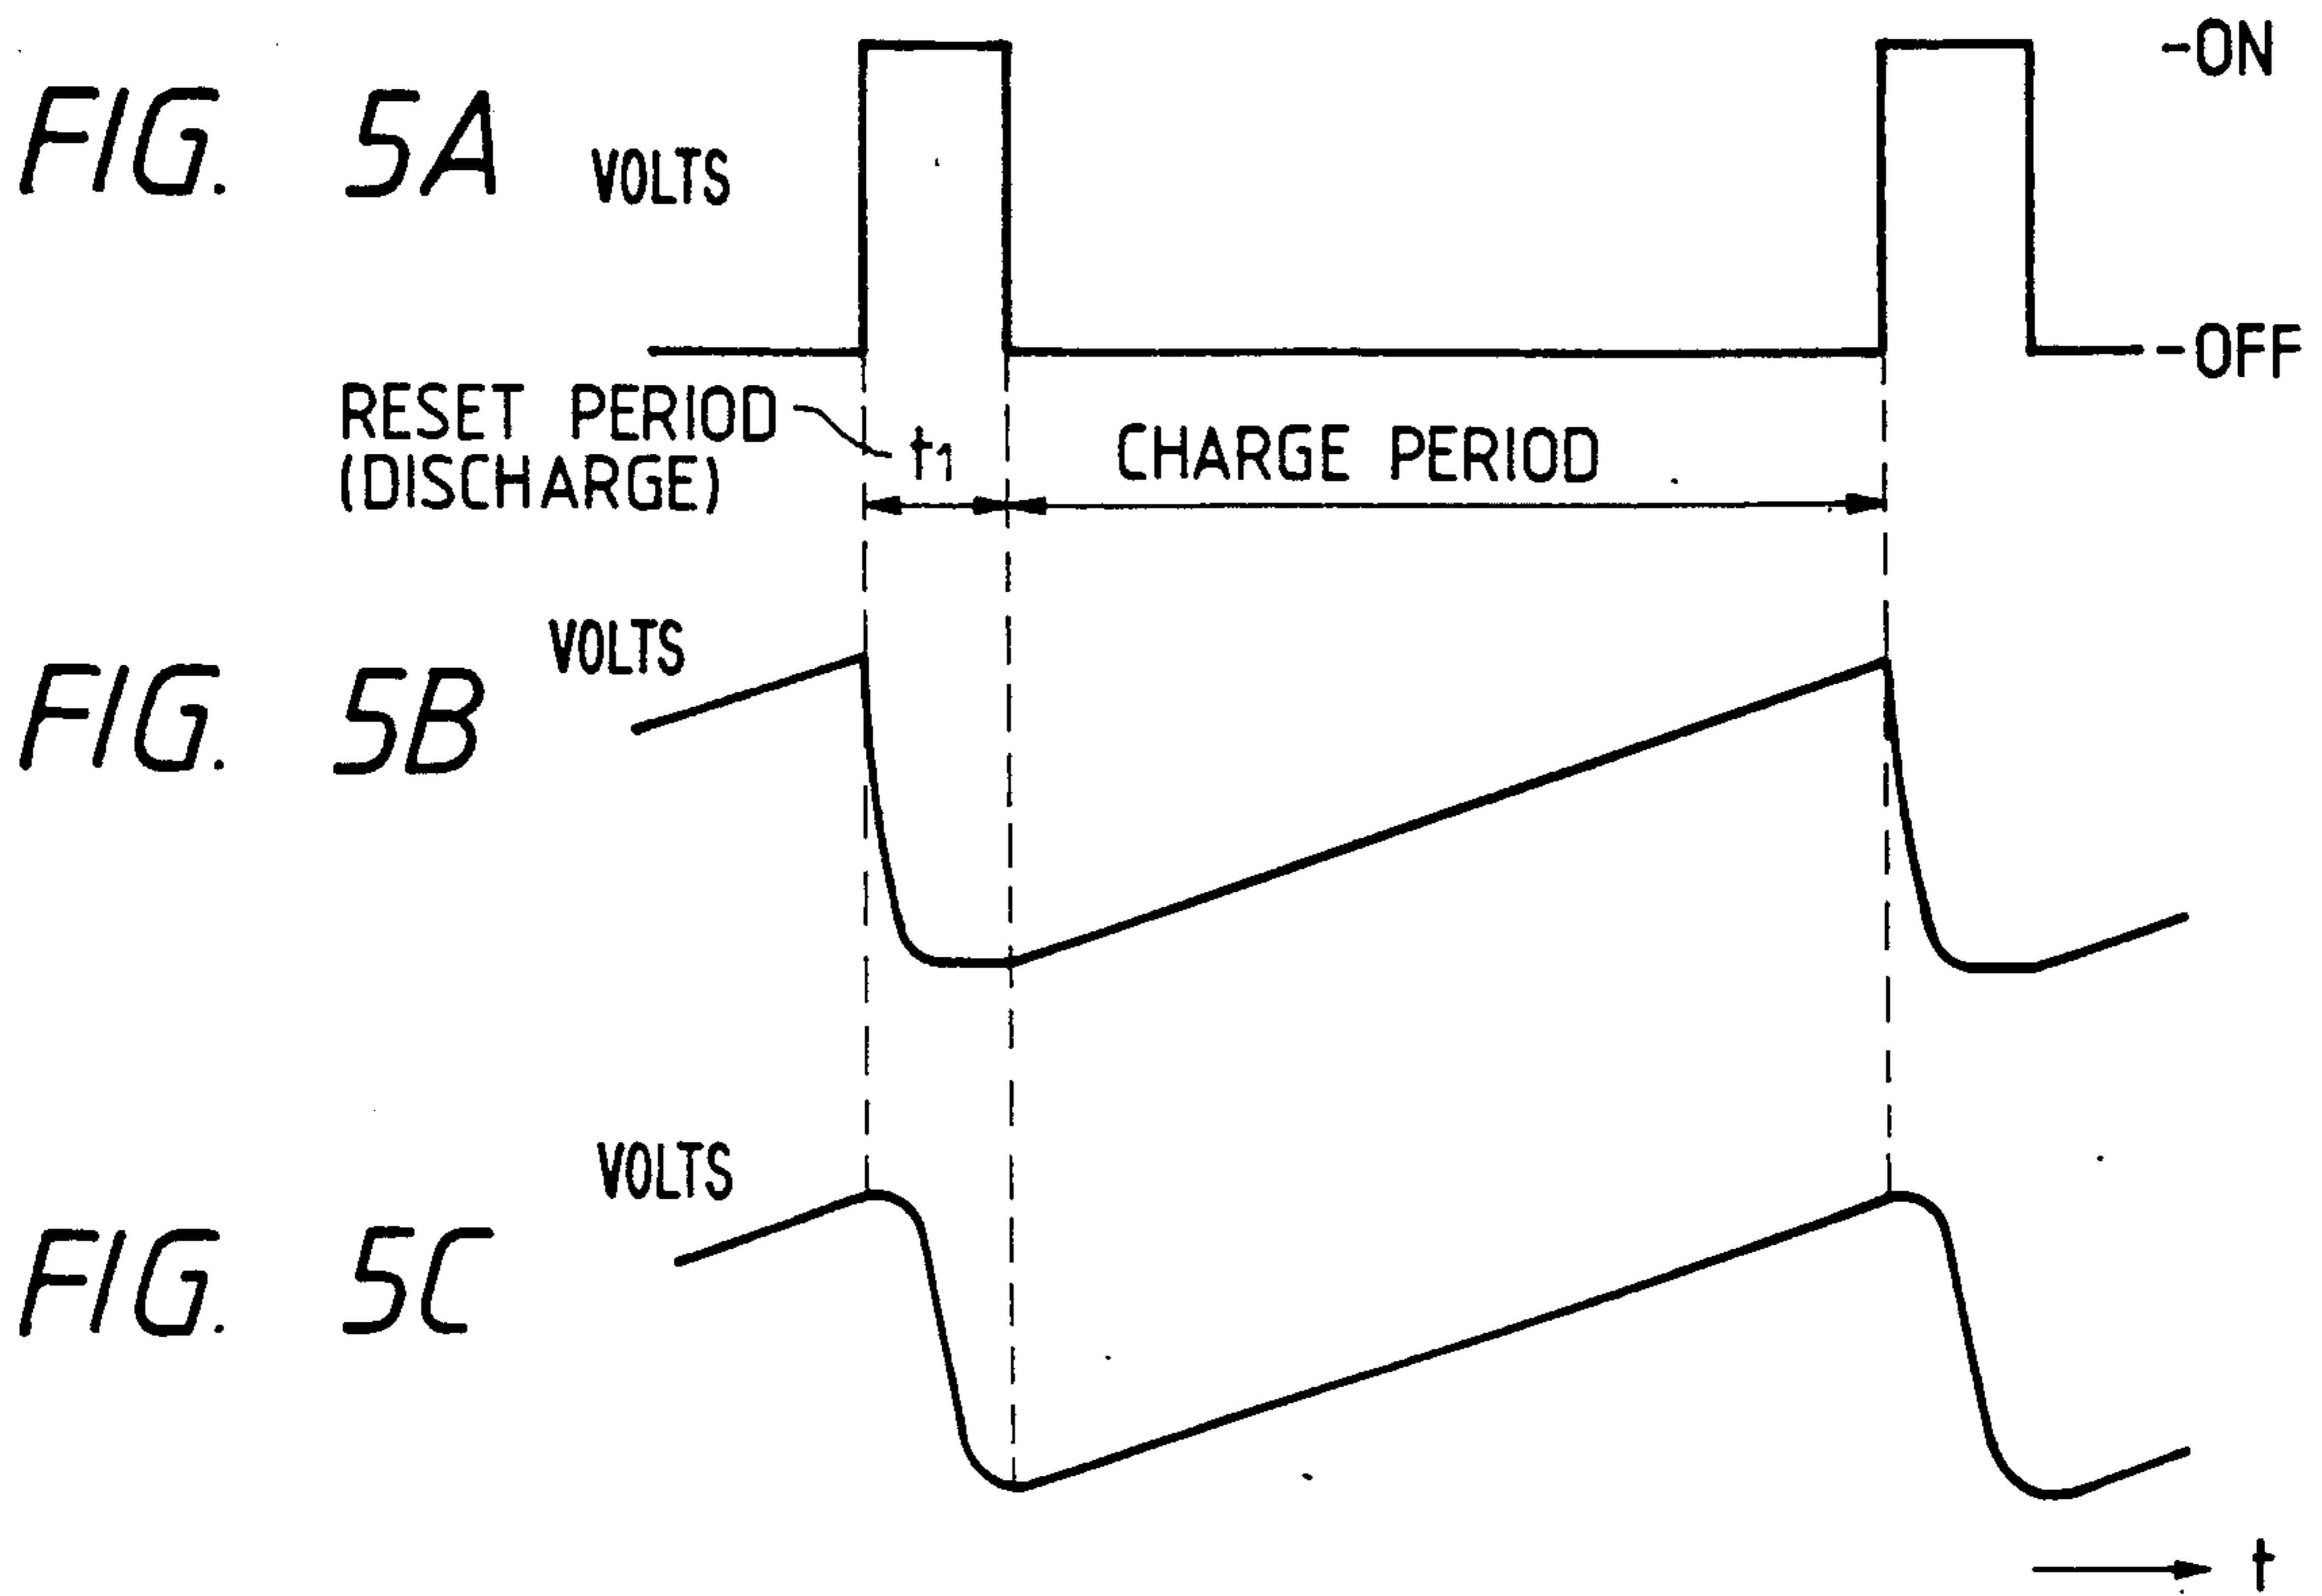 -ON
FIG. 5A
VOLTS
-OFF
RESET PERIOD
(DISCHARGE)
t1
CHARGE PERIOD
VOLTS
FIG. 5B
VOLTS
FIG. 5C
t